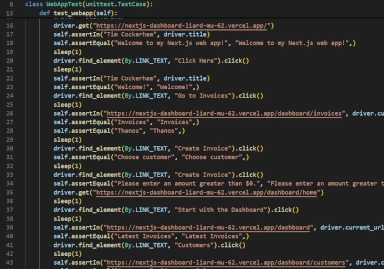 8 class WebAppTest(unittest.TestCase):
13 def test_webapp(self):
16 driver.get("https://nextjs-dashboard-liard-mu-62.vercel.app/")
17 self.assertIn("Tim Cockerham", driver.title)
18 self.assertEqual("Welcome to my Next.js web app!", "Welcome to my Next.js web app!",)
19 sleep(1)
20 driver.find_element(By.LINK_TEXT, "Click Here").click()
21 sleep(1)
22 self.assertIn("Tim Cockerham", driver.title)
23 self.assertEqual("Welcome!", "Welcome!",)
24 driver.find_element(By.LINK_TEXT, "Go to Invoices").click()
25 sleep(1)
26 self.assertIn("https://nextjs-dashboard-liard-mu-62.vercel.app/dashboard/invoices", driver.cu
27 self.assertEqual("Invoices", "Invoices",)
28 self.assertEqual("Thanos", "Thanos",)
29 sleep(1)
30 driver.find_element(By.LINK_TEXT, "Create Invoice").click()
31 self.assertEqual("Choose customer", "Choose customer",)
32 sleep(1)
33 driver.find_element(By.LINK_TEXT, "Create Invoice").click()
34 self.assertEqual("Please enter an amount greater than $0.", "Please enter an amount greater t
35 driver.get("https://nextjs-dashboard-liard-mu-62.vercel.app/dashboard/home")
36 sleep(1)
37 driver.find_element(By.LINK_TEXT, "Start with the Dashboard").click()
38 sleep(1)
39 self.assertIn("https://nextjs-dashboard-liard-mu-62.vercel.app/dashboard", driver.current_url
40 self.assertEqual("Latest Invoices", "Latest Invoices",)
41 driver.find_element(By.LINK_TEXT, "Customers").click()
42 sleep(1)
43 self.assertIn("https://nextjs-dashboard-liard-mu-62.vercel.app/dashboard/customers", driver.c